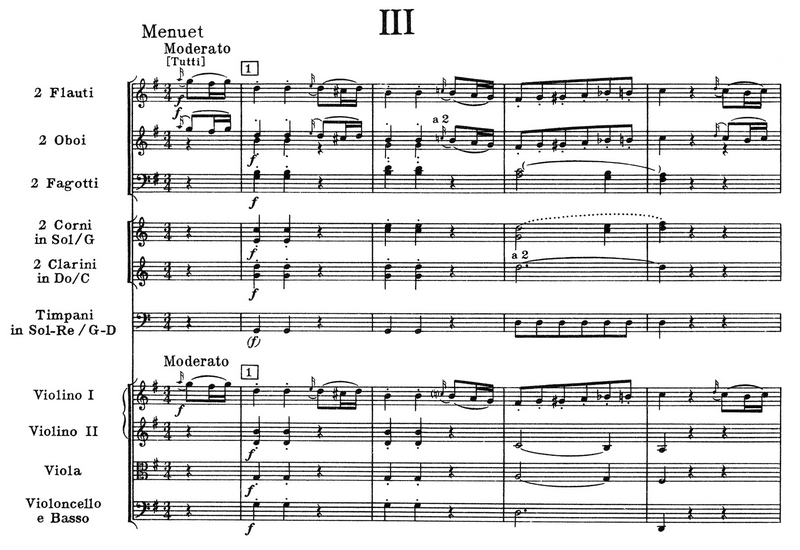 III
Menuet
Moderato
[Tutti]
1
2 Flauti
f
f
2 Oboi
a 2
f
2 Fagotti
f
2 Corni
in Sol/G
f
a 2
2 Clarini
in Do/C
f
Timpani
in Sol-Re / G-D
(f)
Moderato
1
Violino I
f
Violino II
f
Viola
f
Violoncello
e Basso
f